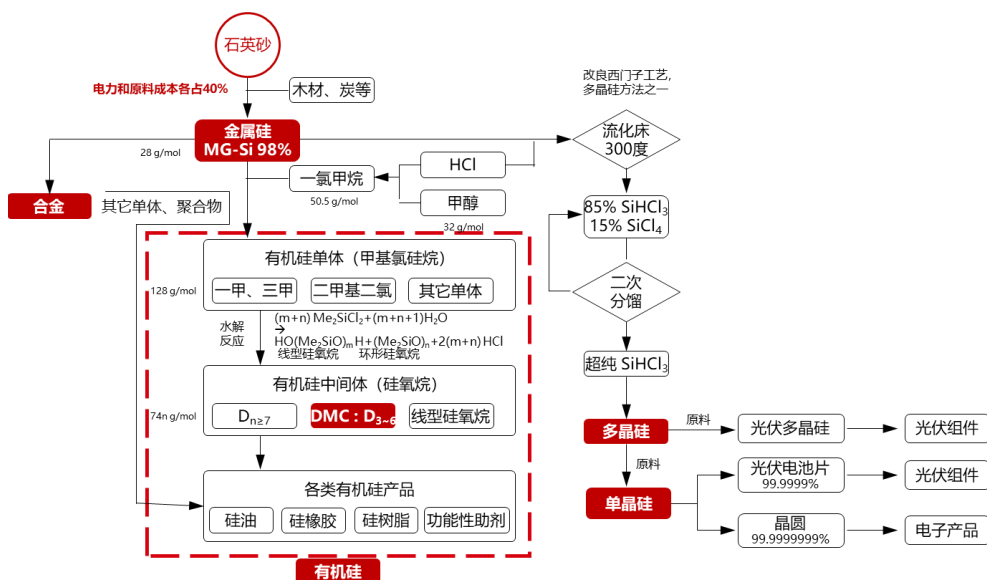 石英砂
电力和原料成本各占40%
木材、炭等
改良西门子工艺,
多晶硅方法之一
金属硅
MG-Si 98%
28 g/mol
流化床
300度
HCl
一氯甲烷
50.5 g/mol
甲醇
32 g/mol
合金
其它单体、聚合物
85% SiHCl₃
15% SiCl₄
有机硅单体（甲基氯硅烷）
一甲、三甲
二甲基二氯
其它单体
128 g/mol
二次
分馏
水解
反应
(m+n) Me₂SiCl₂+(m+n+1)H₂O
→
HO(Me₂SiO)ₘH+(Me₂SiO)ₙ+2(m+n) HCl
线型硅氧烷
环形硅氧烷
超纯 SiHCl₃
有机硅中间体（硅氧烷）
74n g/mol
Dₙ≥₇
DMC：D₃~₆
线型硅氧烷
多晶硅
原料
光伏多晶硅
光伏组件
原料
单晶硅
光伏电池片
99.9999%
光伏组件
晶圆
99.9999999%
电子产品
各类有机硅产品
硅油
硅橡胶
硅树脂
功能性助剂
有机硅